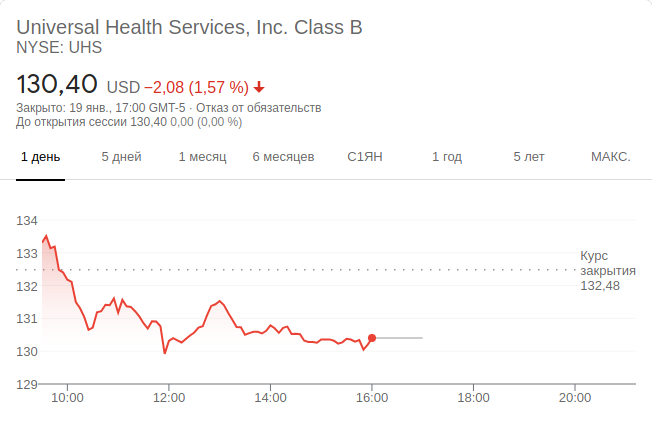 Universal Health Services, Inc. Class B
NYSE: UHS
130,40 USD −2,08 (1,57 %)
Закрыто: 19 янв., 17:00 GMT-5 · Отказ от обязательств
До открытия сессии 130,40 0,00 (0,00 %)
1 день 5 дней 1 месяц 6 месяцев С1ЯН 1 год 5 лет МАКС.
134
133
132
131
130
129
Курс
закрытия
132,48
10:00 12:00 14:00 16:00 18:00 20:00